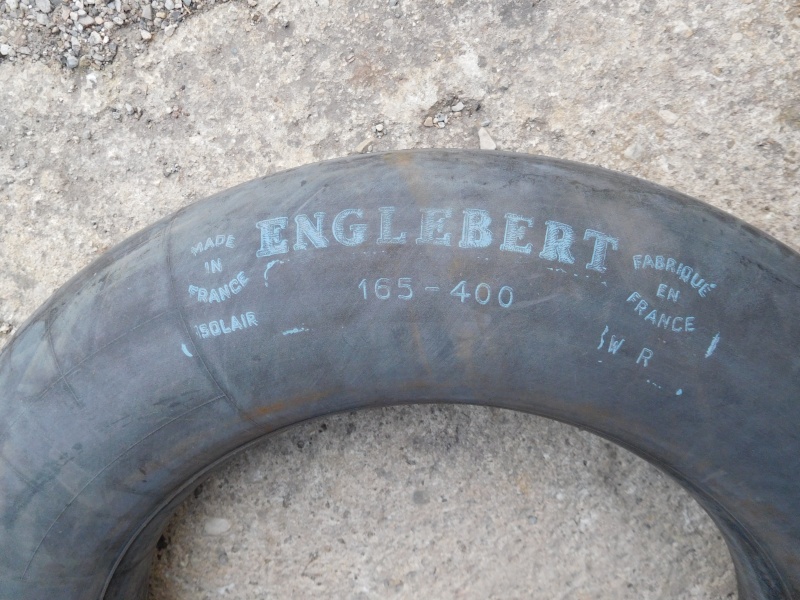 ENGLEBERT
165-400
MADE
IN
FRANCE
ISOLAIR
FABRIQUÉ
EN
FRANCE
W R